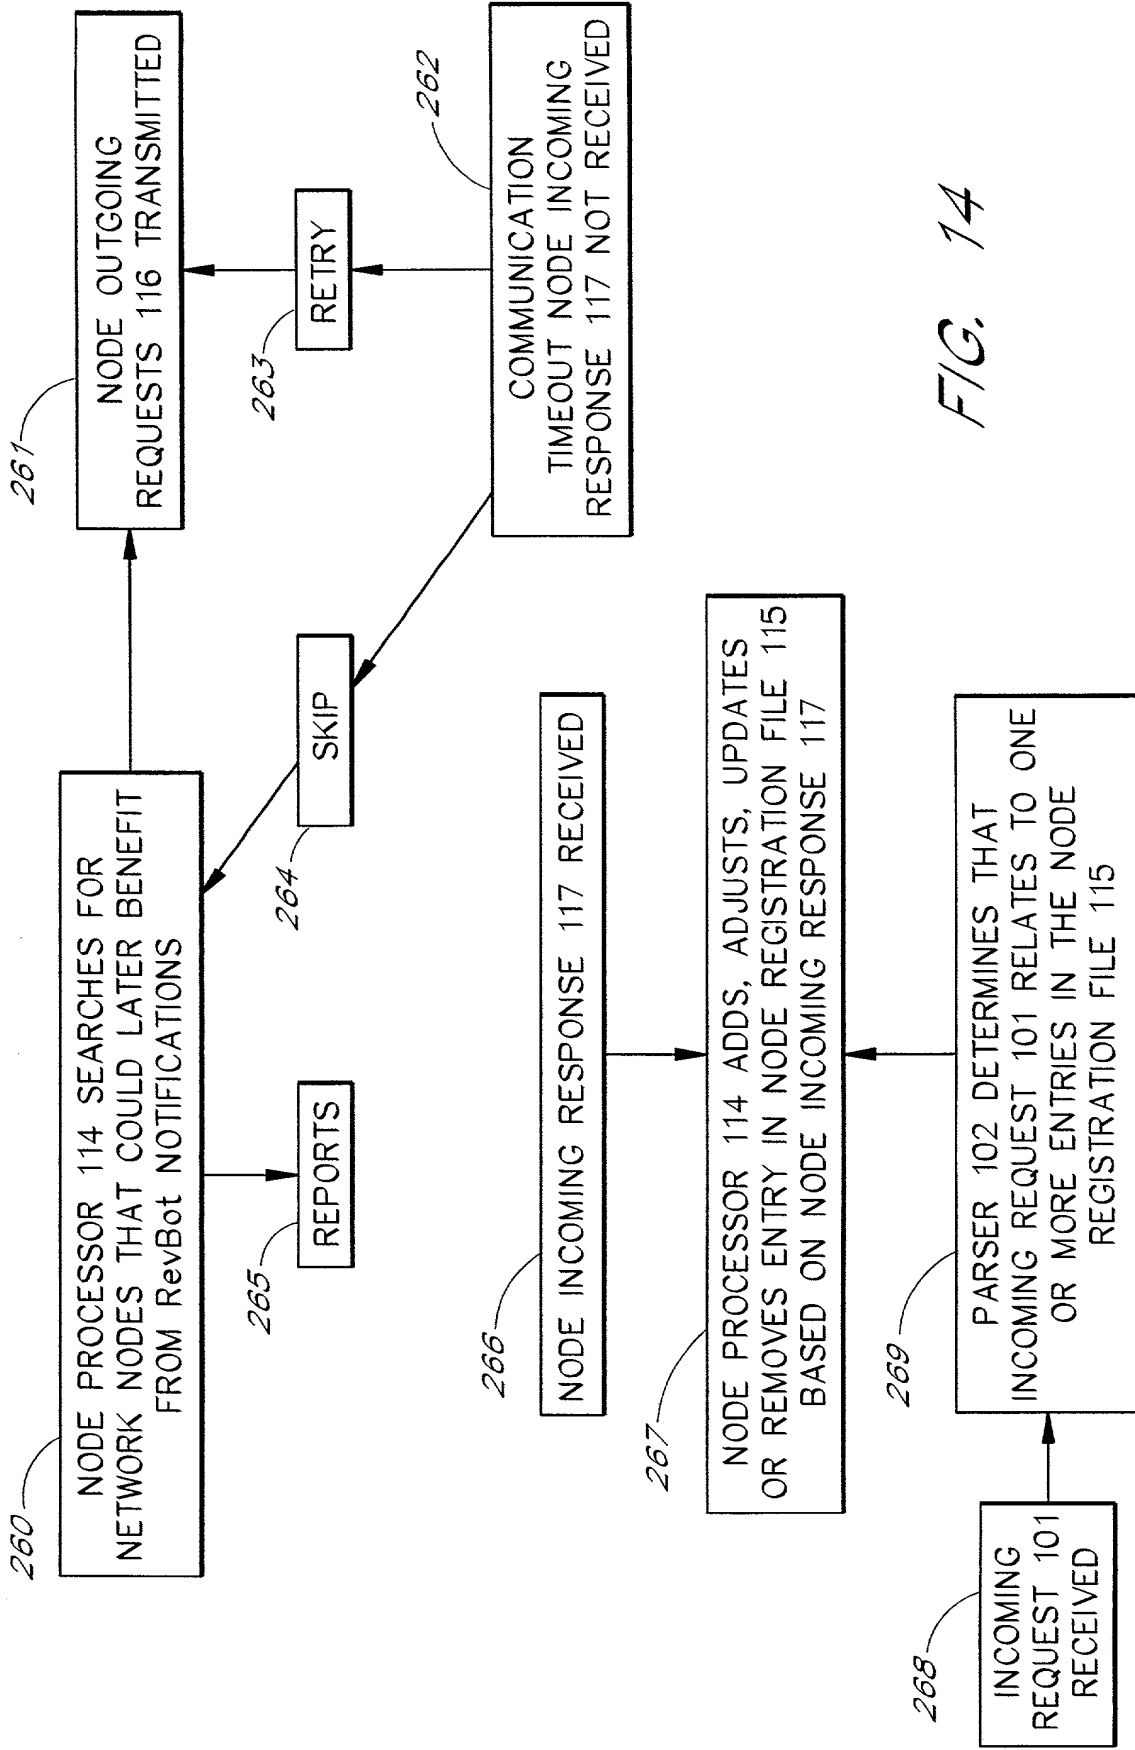 260
NODE PROCESSOR 114 SEARCHES FOR
NETWORK NODES THAT COULD LATER BENEFIT
FROM RevBot NOTIFICATIONS
261
NODE OUTGOING
REQUESTS 116 TRANSMITTED
265
REPORTS
264
SKIP
263
RETRY
262
COMMUNICATION
TIMEOUT NODE INCOMING
RESPONSE 117 NOT RECEIVED
266
NODE INCOMING RESPONSE 117 RECEIVED
267
NODE PROCESSOR 114 ADDS, ADJUSTS, UPDATES
OR REMOVES ENTRY IN NODE REGISTRATION FILE 115
BASED ON NODE INCOMING RESPONSE 117
268
INCOMING
REQUEST 101
RECEIVED
269
PARSER 102 DETERMINES THAT
INCOMING REQUEST 101 RELATES TO ONE
OR MORE ENTRIES IN THE NODE
REGISTRATION FILE 115
FIG. 14